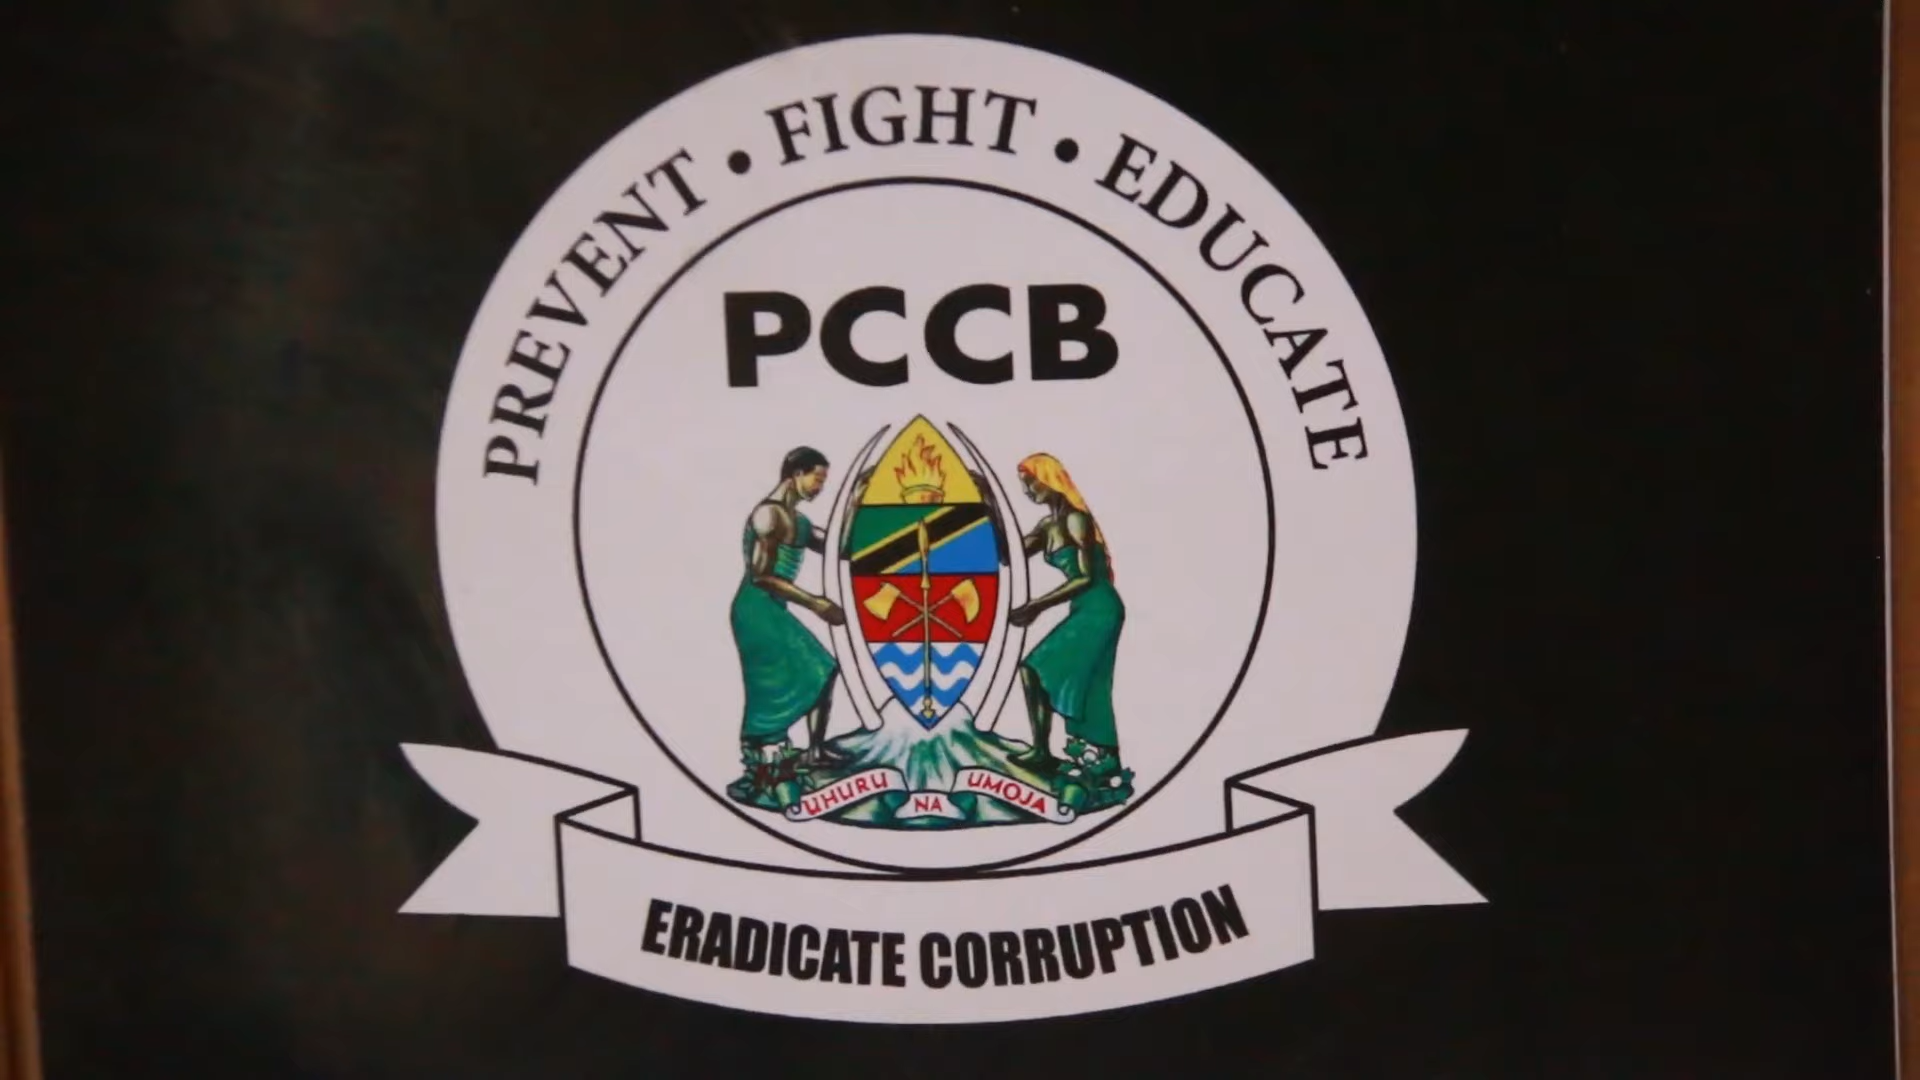 PREVENT • FIGHT • EDUCATE
PCCB
UHURU NA UMOJA
ERADICATE CORRUPTION